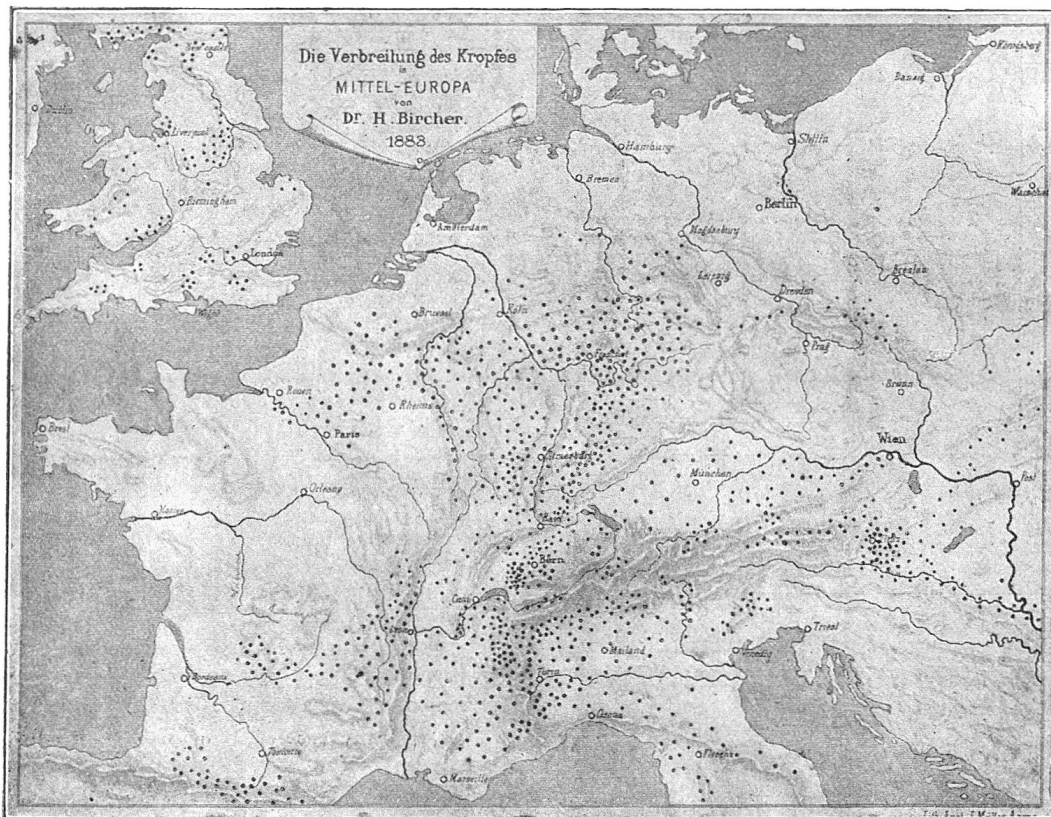 Die Verbreitung des Kropfes
in
MITTEL-EUROPA
von
Dr. H. Bircher.
1883.
Königsberg
Danzig
Dublin
Liverpool
Hamburg
Stettin
Bremen
Birmingham
Berlin
Amsterdam
Magdeburg
London
Leipzig
Breslau
Dresden
Wight
Brüssel
Köln
Prag
Frankfurt
Rouen
Rheims
Brünn
Brest
Paris
Wien
Strassburg
München
Pest
Orleans
Nantes
Basel
Bern
Lyon
Triest
Mailand
Venedig
Bordeaux
Turin
Genua
Toulouse
Florenz
Marseille